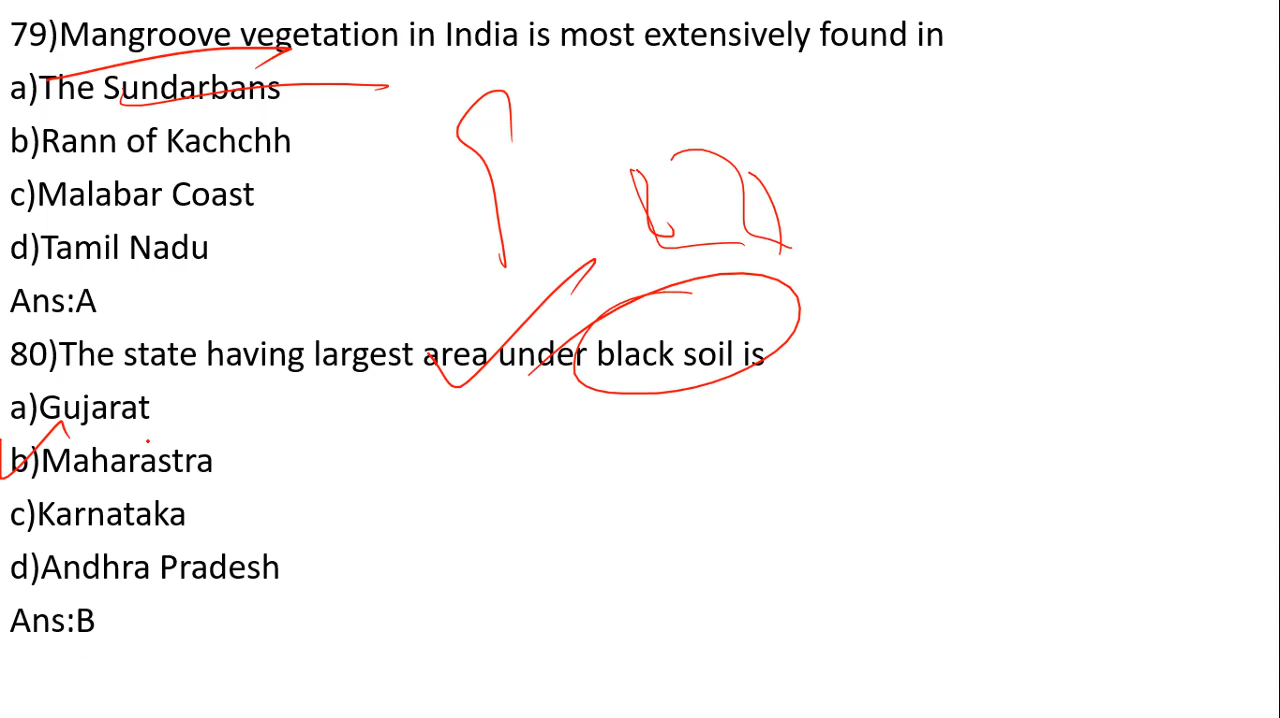 79)Mangroove vegetation in India is most extensively found in
a)The Sundarbans
b)Rann of Kachchh
c)Malabar Coast
d)Tamil Nadu
Ans:A
80)The state having largest area under black soil is
a)Gujarat
b)Maharastra
c)Karnataka
d)Andhra Pradesh
Ans:B